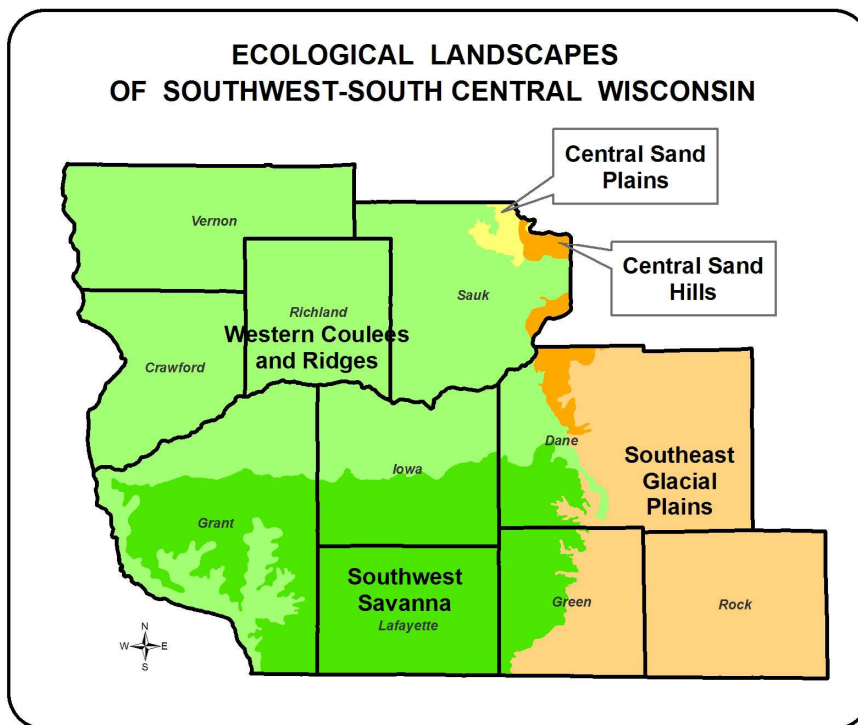 ECOLOGICAL LANDSCAPES
OF SOUTHWEST-SOUTH CENTRAL WISCONSIN
Central Sand
Plains
Vernon
Central Sand
Hills
Sauk
Richland
Western Coulees
and Ridges
Crawford
Dane
Southeast
Glacial
Plains
Iowa
Grant
Southwest
Savanna
Lafayette
Green
Rock
N
W E
S